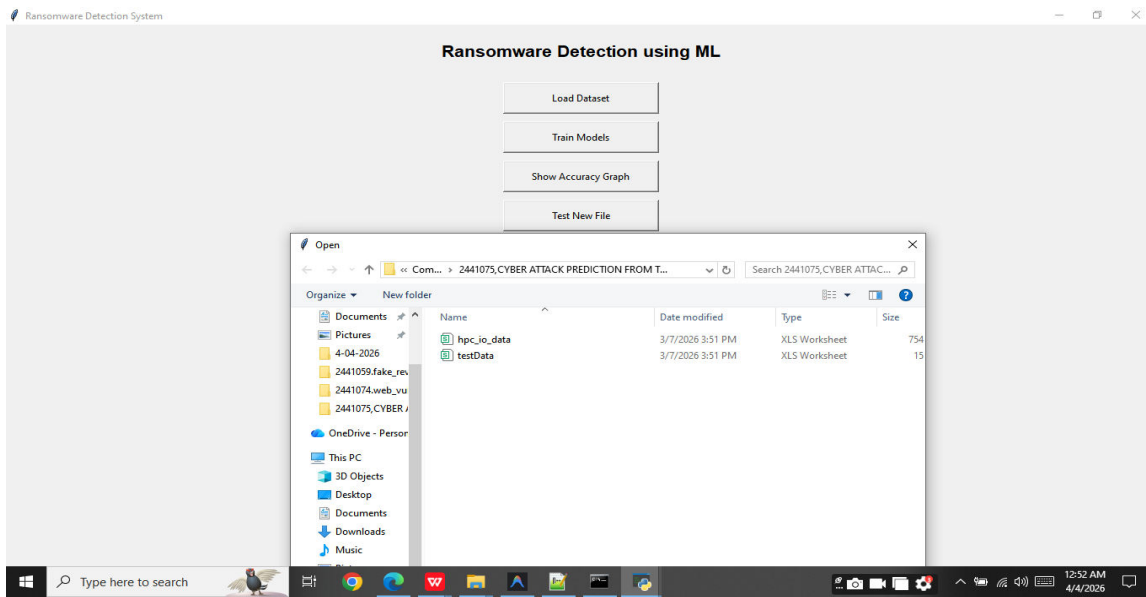 Ransomware Detection System
Ransomware Detection using ML
Load Dataset
Train Models
Show Accuracy Graph
Test New File
Open
« Com... › 2441075,CYBER ATTACK PREDICTION FROM T...
Search 2441075,CYBER ATTAC...
Organize
New folder
Documents
Pictures
4-04-2026
2441059.fake_rev
2441074.web_vu
2441075,CYBER A
OneDrive - Person
This PC
3D Objects
Desktop
Documents
Downloads
Music
Name Date modified Type Size
hpc_io_data 3/7/2026 3:51 PM XLS Worksheet 754
testData 3/7/2026 3:51 PM XLS Worksheet 15
Type here to search
12:52 AM
4/4/2026